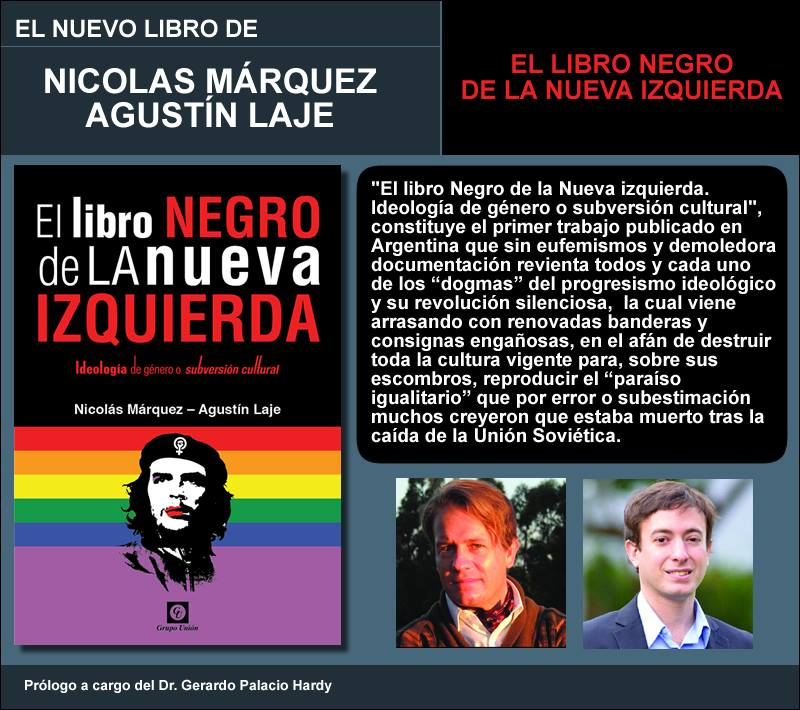 EL NUEVO LIBRO DE
NICOLAS MÁRQUEZ
AGUSTÍN LAJE
EL LIBRO NEGRO
DE LA NUEVA IZQUIERDA
El libro NEGRO
de LA nueva
IZQUIERDA
Ideología de género o subversión cultural
Nicolás Márquez – Agustín Laje
Grupo Unión
"El libro Negro de la Nueva izquierda.
Ideología de género o subversión cultural",
constituye el primer trabajo publicado en
Argentina que sin eufemismos y demoledora
documentación revienta todos y cada uno
de los “dogmas” del progresismo ideológico
y su revolución silenciosa, la cual viene
arrasando con renovadas banderas y
consignas engañosas, en el afán de destruir
toda la cultura vigente para, sobre sus
escombros, reproducir el “paraíso
igualitario” que por error o subestimación
muchos creyeron que estaba muerto tras la
caída de la Unión Soviética.
Prólogo a cargo del Dr. Gerardo Palacio Hardy